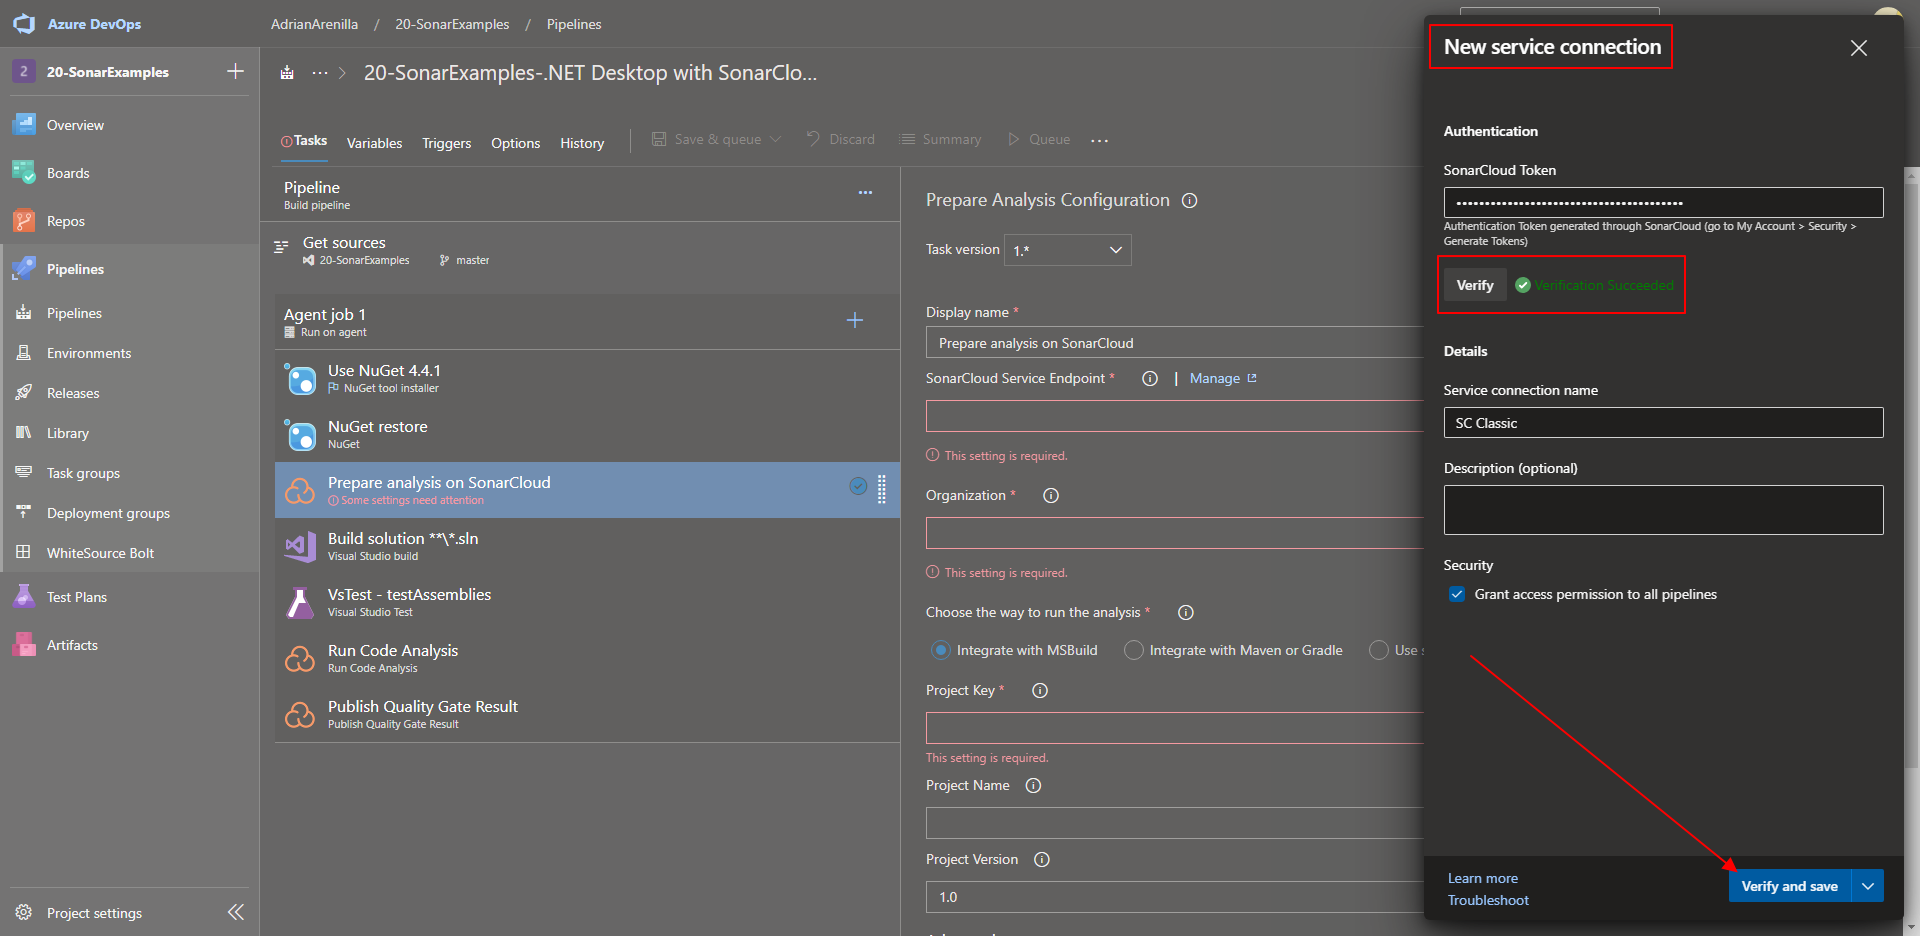 Azure DevOps
AdrianArenilla / 20-SonarExamples / Pipelines
2 20-SonarExamples
Overview
Boards
Repos
Pipelines
Pipelines
Environments
Releases
Library
Task groups
Deployment groups
WhiteSource Bolt
Test Plans
Artifacts
Project settings
··· > 20-SonarExamples-.NET Desktop with SonarClo...
Tasks Variables Triggers Options History Save & queue Discard Summary Queue ···
Pipeline
Build pipeline
Get sources
20-SonarExamples master
Agent job 1
Run on agent
Use NuGet 4.4.1
NuGet tool installer
NuGet restore
NuGet
Prepare analysis on SonarCloud
Some settings need attention
Build solution **\*.sln
Visual Studio build
VsTest - testAssemblies
Visual Studio Test
Run Code Analysis
Run Code Analysis
Publish Quality Gate Result
Publish Quality Gate Result
Prepare Analysis Configuration
Task version 1.*
Display name *
Prepare analysis on SonarCloud
SonarCloud Service Endpoint * | Manage
This setting is required.
Organization *
This setting is required.
Choose the way to run the analysis *
Integrate with MSBuild Integrate with Maven or Gradle Use
Project Key *
This setting is required.
Project Name
Project Version
1.0
New service connection
Authentication
SonarCloud Token
Authentication Token generated through SonarCloud (go to My Account > Security >
Generate Tokens)
Verify Verification Succeeded
Details
Service connection name
SC Classic
Description (optional)
Security
Grant access permission to all pipelines
Learn more
Troubleshoot
Verify and save